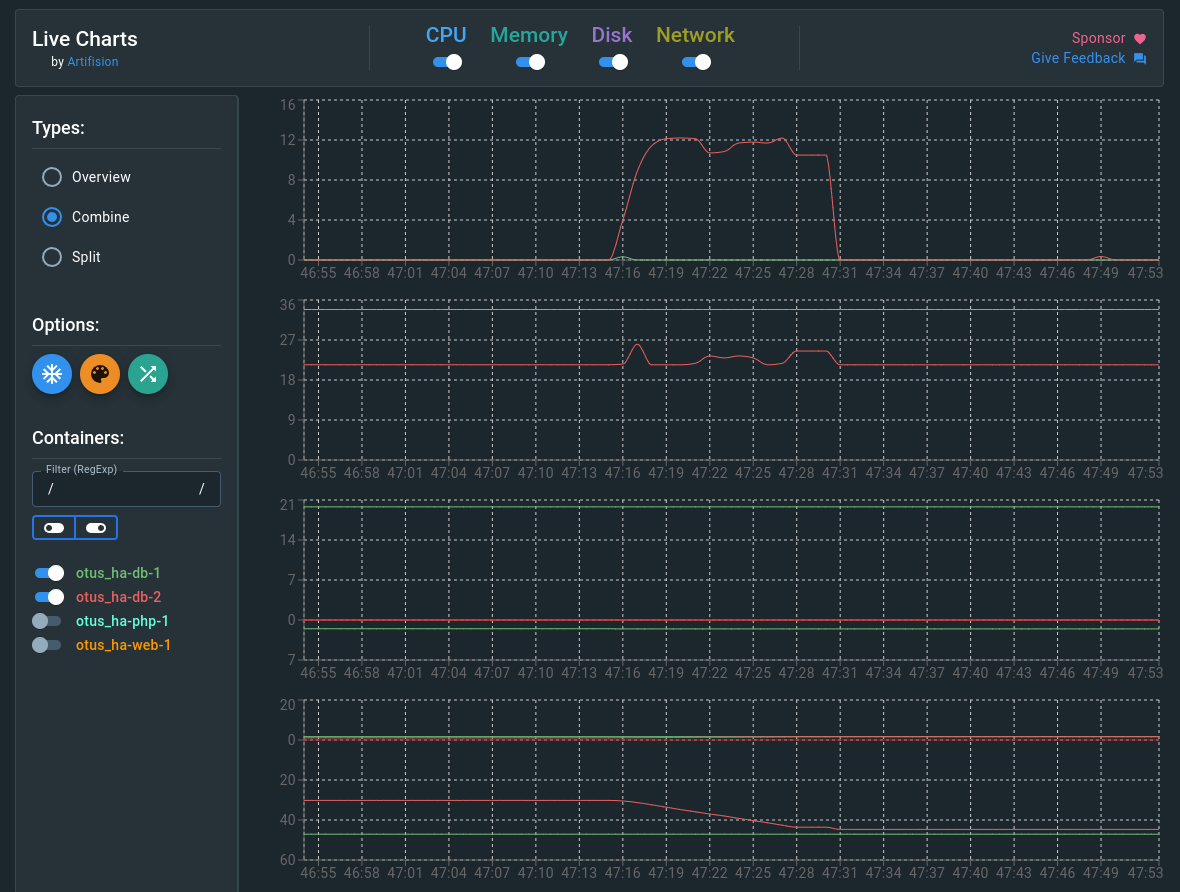 Live Charts
by Artifision
CPU Memory Disk Network
Sponsor
Give Feedback
Types:
Overview
Combine
Split
Options:
Containers:
Filter (RegExp)
/ /
otus_ha-db-1
otus_ha-db-2
otus_ha-php-1
otus_ha-web-1
16
12
8
4
0
46:55 46:58 47:01 47:04 47:07 47:10 47:13 47:16 47:19 47:22 47:25 47:28 47:31 47:34 47:37 47:40 47:43 47:46 47:49 47:53
36
27
18
9
0
46:55 46:58 47:01 47:04 47:07 47:10 47:13 47:16 47:19 47:22 47:25 47:28 47:31 47:34 47:37 47:40 47:43 47:46 47:49 47:53
21
14
7
0
7
46:55 46:58 47:01 47:04 47:07 47:10 47:13 47:16 47:19 47:22 47:25 47:28 47:31 47:34 47:37 47:40 47:43 47:46 47:49 47:53
20
0
20
40
60
46:55 46:58 47:01 47:04 47:07 47:10 47:13 47:16 47:19 47:22 47:25 47:28 47:31 47:34 47:37 47:40 47:43 47:46 47:49 47:53